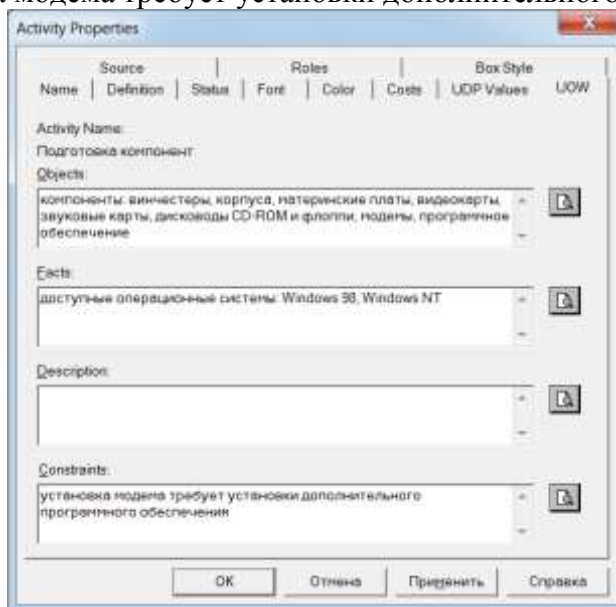 модема требует установки дополнительного
Activity Properties
Source Roles Box Style
Name Definition Status Font Color Costs UDP Values UOW
Activity Name:
Подготовка компонент
Objects:
компоненты: винчестеры, корпуса, материнские платы, видеокарты,
звуковые карты, дисководы CD-ROM и флоппи, модемы, программное
обеспечение
Facts:
доступные операционные системы: Windows 98, Windows NT
Description:
Constraints:
установка модема требует установки дополнительного
программного обеспечения
OK Отмена Применить Справка